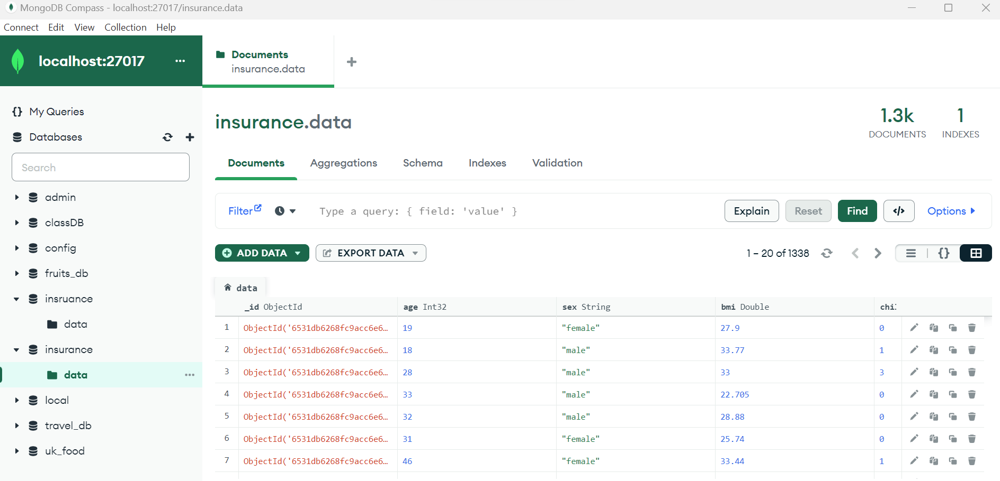 MongoDB Compass - localhost:27017/insurance.data
Connect Edit View Collection Help
localhost:27017 ...
Documents
insurance.data
My Queries
Databases
Search
admin
classDB
config
fruits_db
insruance
data
insurance
data
local
travel_db
uk_food
insurance.data
1.3k
DOCUMENTS
1
INDEXES
Documents Aggregations Schema Indexes Validation
Filter Type a query: { field: 'value' } Explain Reset Find </> Options
ADD DATA EXPORT DATA 1 – 20 of 1338 {}
data
_id ObjectId age Int32 sex String bmi Double chi
1 ObjectId('6531db6268fc9acc6e6… 19 "female" 27.9 0
2 ObjectId('6531db6268fc9acc6e6… 18 "male" 33.77 1
3 ObjectId('6531db6268fc9acc6e6… 28 "male" 33 3
4 ObjectId('6531db6268fc9acc6e6… 33 "male" 22.705 0
5 ObjectId('6531db6268fc9acc6e6… 32 "male" 28.88 0
6 ObjectId('6531db6268fc9acc6e6… 31 "female" 25.74 0
7 ObjectId('6531db6268fc9acc6e6… 46 "female" 33.44 1